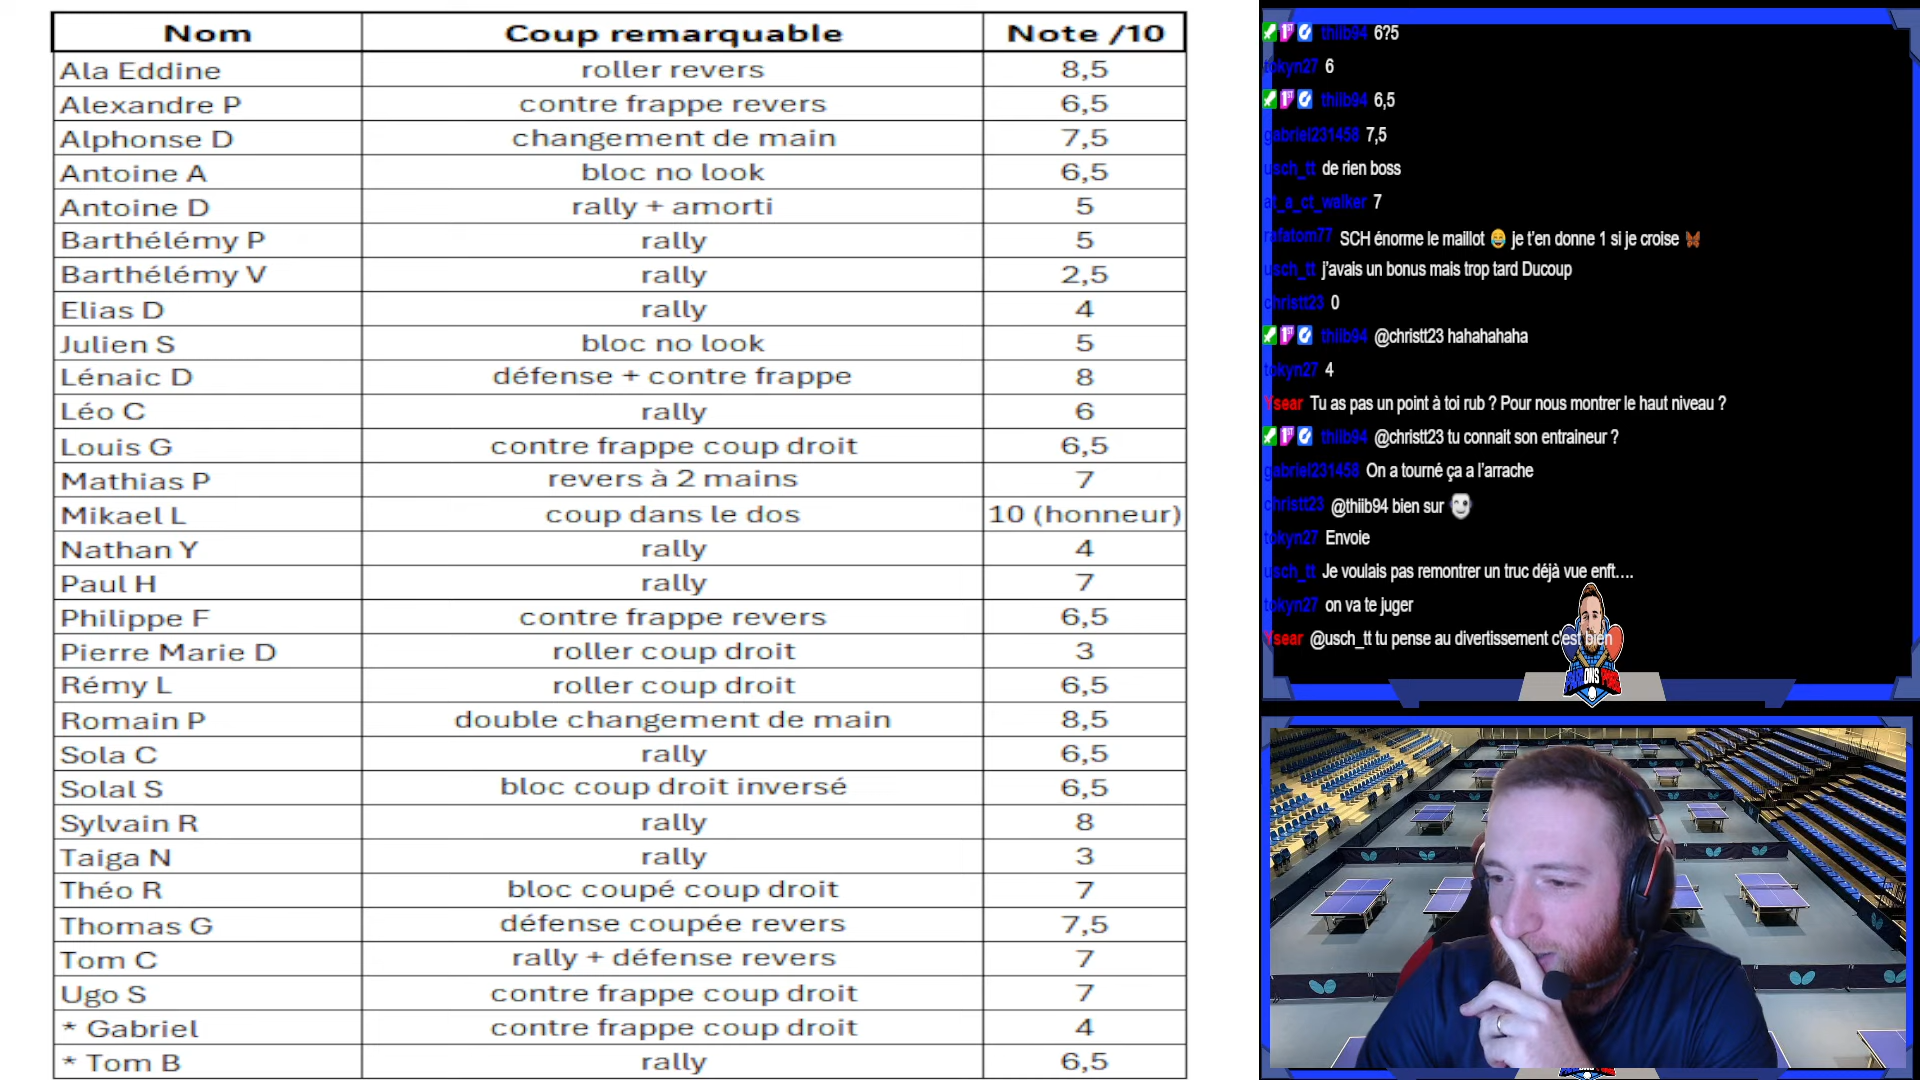 Nom Coup remarquable Note /10
Ala Eddine roller revers 8,5
Alexandre P contre frappe revers 6,5
Alphonse D changement de main 7,5
Antoine A bloc no look 6,5
Antoine D rally + amorti 5
Barthélémy P rally 5
Barthélémy V rally 2,5
Elias D rally 4
Julien S bloc no look 5
Lénaic D défense + contre frappe 8
Léo C rally 6
Louis G contre frappe coup droit 6,5
Mathias P revers à 2 mains 7
Mikael L coup dans le dos 10 (honneur)
Nathan Y rally 4
Paul H rally 7
Philippe F contre frappe revers 6,5
Pierre Marie D roller coup droit 3
Rémy L roller coup droit 6,5
Romain P double changement de main 8,5
Sola C rally 6,5
Solal S bloc coup droit inversé 6,5
Sylvain R rally 8
Taiga N rally 3
Théo R bloc coupé coup droit 7
Thomas G défense coupée revers 7,5
Tom C rally + défense revers 7
Ugo S contre frappe coup droit 7
* Gabriel contre frappe coup droit 4
* Tom B rally 6,5
thiib94 6?5
tokyn27 6
thiib94 6,5
gabriel231458 7,5
usch_tt de rien boss
at_a_ct_walker 7
rafatom77 SCH énorme le maillot 😂 je t'en donne 1 si je croise
usch_tt j'avais un bonus mais trop tard Ducoup
christt23 0
thiib94 @christt23 hahahahaha
tokyn27 4
Ysear Tu as pas un point à toi rub ? Pour nous montrer le haut niveau ?
thiib94 @christt23 tu connait son entraineur ?
gabriel231458 On a tourné ça a l'arrache
christt23 @thiib94 bien sur
tokyn27 Envoie
usch_tt Je voulais pas remontrer un truc déjà vue enft....
tokyn27 on va te juger
Ysear @usch_tt tu pense au divertissement c'est bien